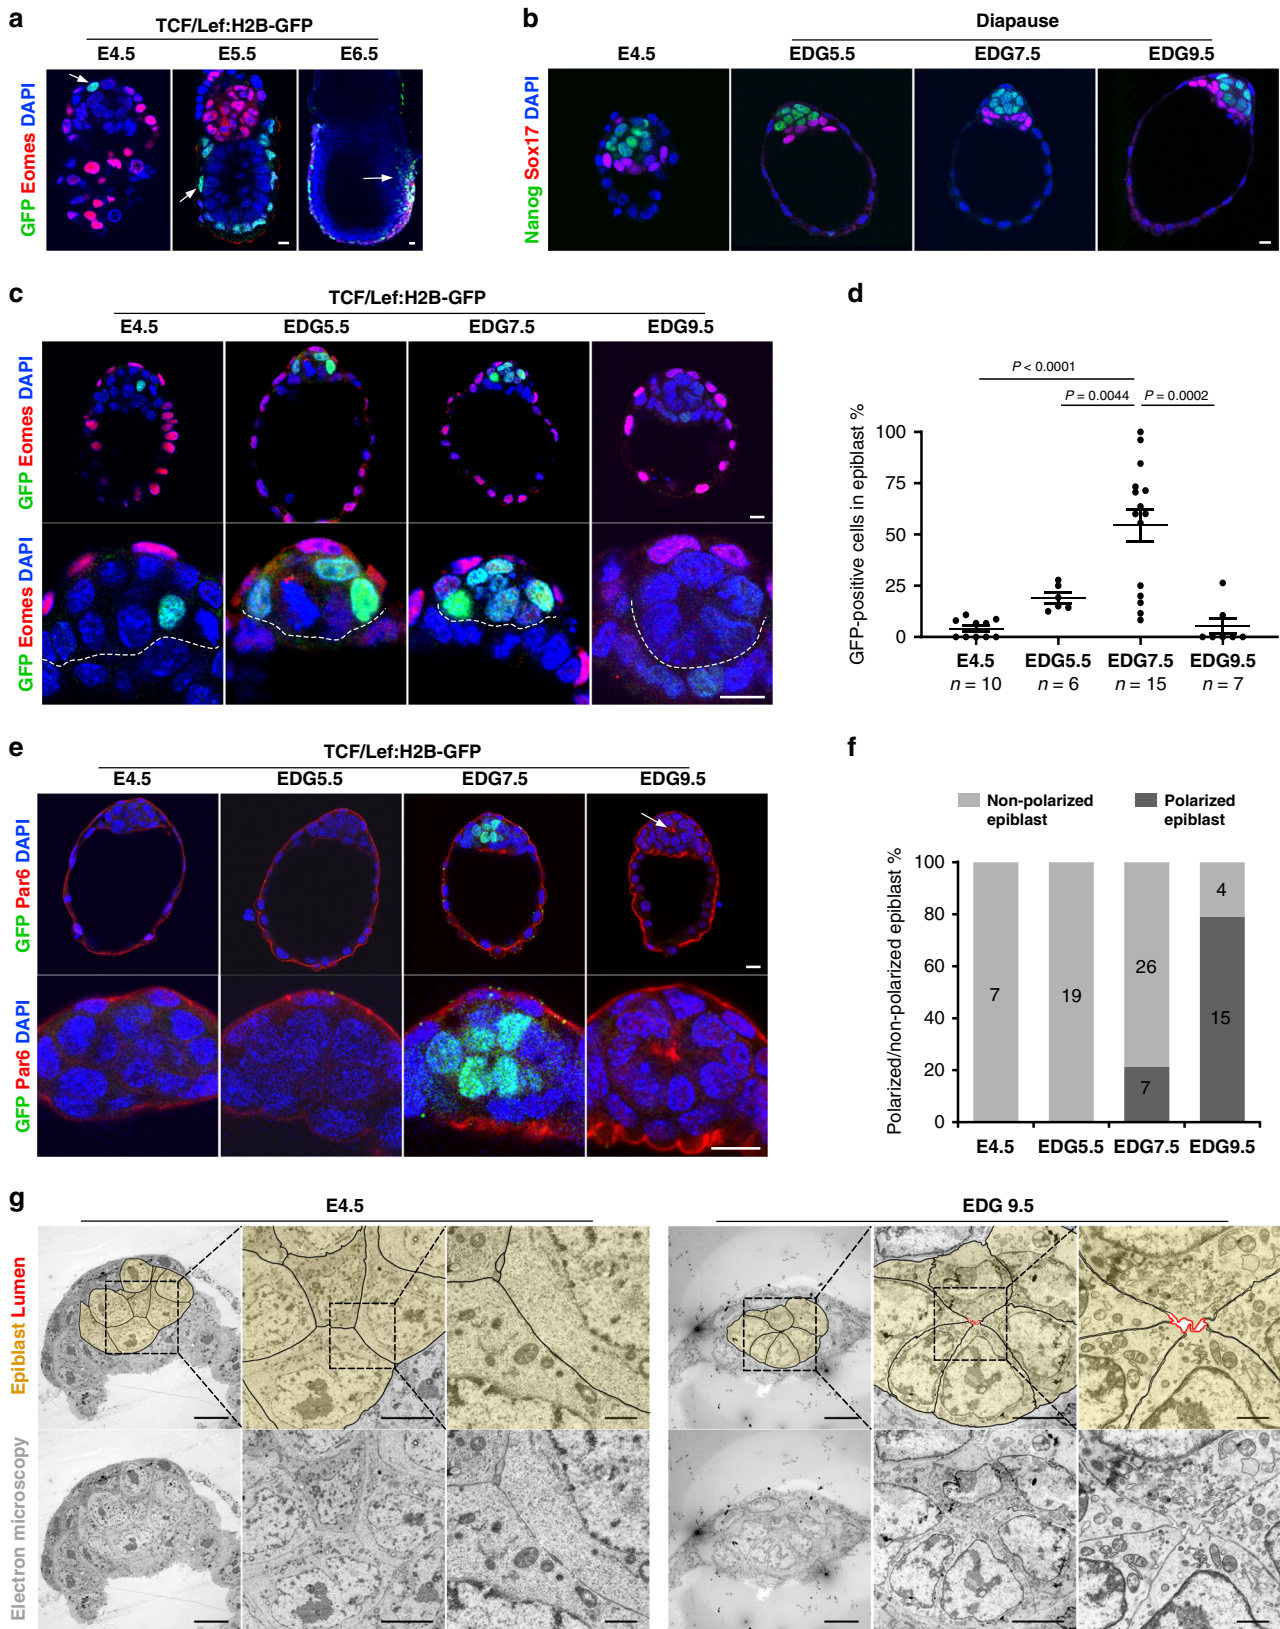 a
TCF/Lef:H2B-GFP
E4.5 E5.5 E6.5
GFP Eomes DAPI
b
Diapause
E4.5 EDG5.5 EDG7.5 EDG9.5
Nanog Sox17 DAPI
c
TCF/Lef:H2B-GFP
E4.5 EDG5.5 EDG7.5 EDG9.5
GFP Eomes DAPI
GFP Eomes DAPI
d
P < 0.0001
P = 0.0044 P = 0.0002
GFP-positive cells in epiblast %
100
75
50
25
0
E4.5 EDG5.5 EDG7.5 EDG9.5
n = 10 n = 6 n = 15 n = 7
e
TCF/Lef:H2B-GFP
E4.5 EDG5.5 EDG7.5 EDG9.5
GFP Par6 DAPI
GFP Par6 DAPI
f
Non-polarized epiblast
Polarized epiblast
Polarized/non-polarized epiblast %
100
80
60
40
20
0
7 19 26 7 4 15
E4.5 EDG5.5 EDG7.5 EDG9.5
g
E4.5 EDG 9.5
Epiblast Lumen
Electron microscopy